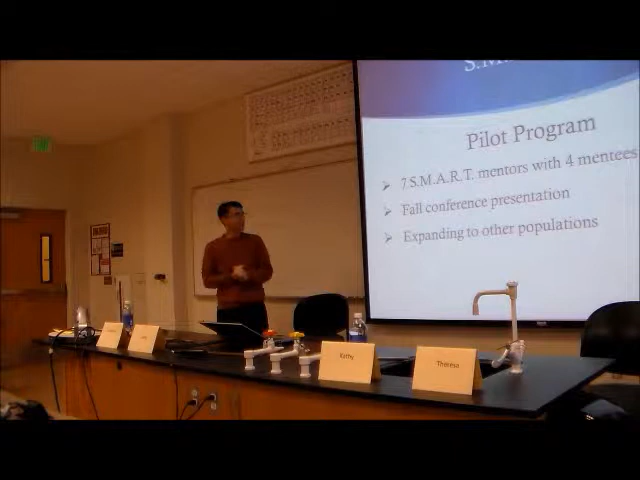 Pilot Program
7 S.M.A.R.T. mentors with 4 mentees
Fall conference presentation
Expanding to other populations
Kathy
Theresa